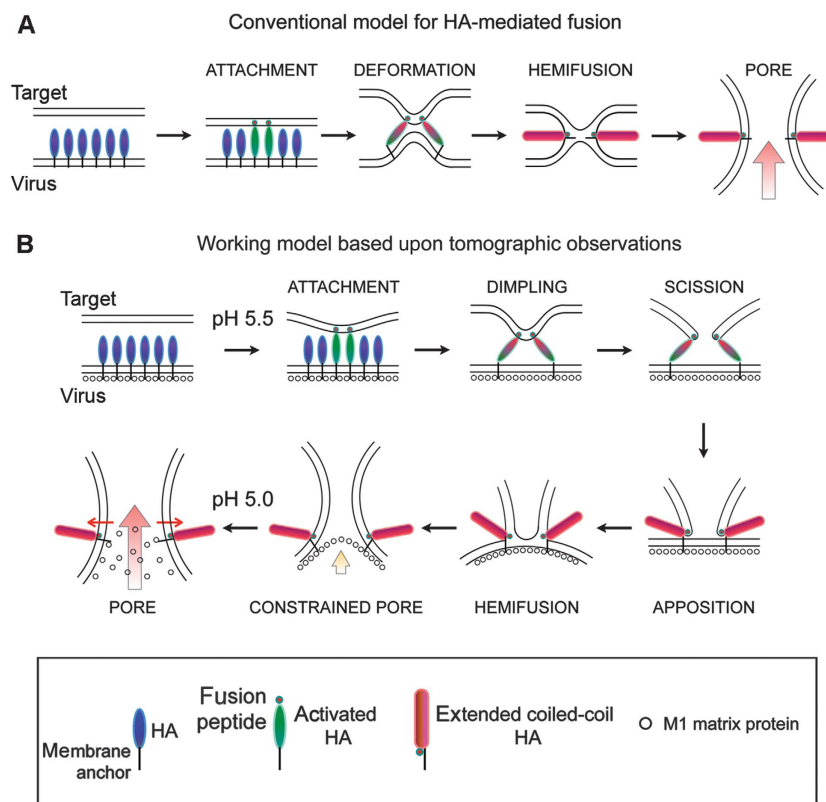 A
Conventional model for HA-mediated fusion
ATTACHMENT
DEFORMATION
HEMIFUSION
PORE
Target
Virus
B
Working model based upon tomographic observations
ATTACHMENT
DIMPLING
SCISSION
Target
pH 5.5
Virus
pH 5.0
PORE
CONSTRAINED PORE
HEMIFUSION
APPOSITION
HA
Membrane
anchor
Fusion
peptide
Activated
HA
Extended coiled-coil
HA
M1 matrix protein